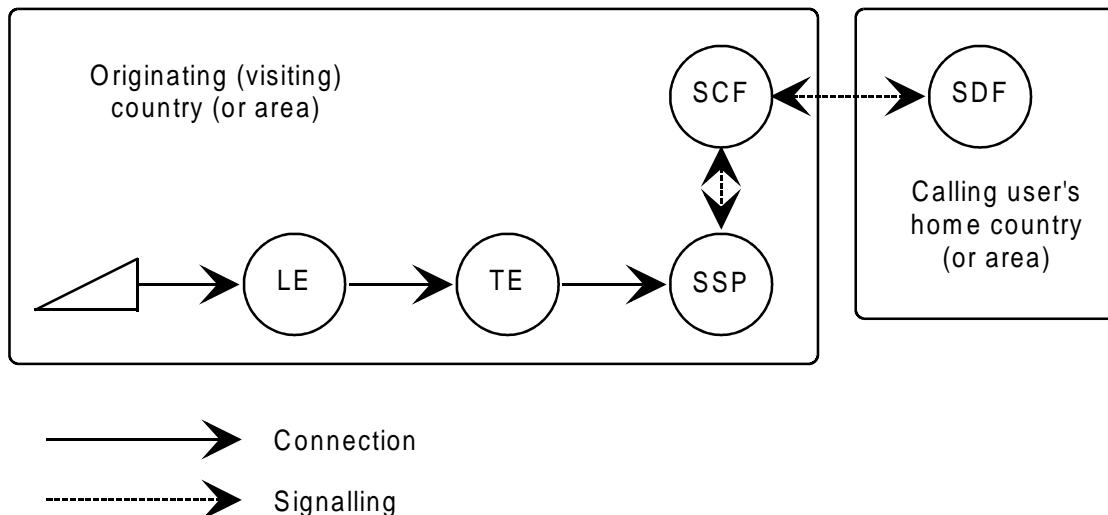 Originating (visiting)
country (or area)
SCF
SDF
Calling user's
home country
(or area)
LE
TE
SSP
Connection
Signalling